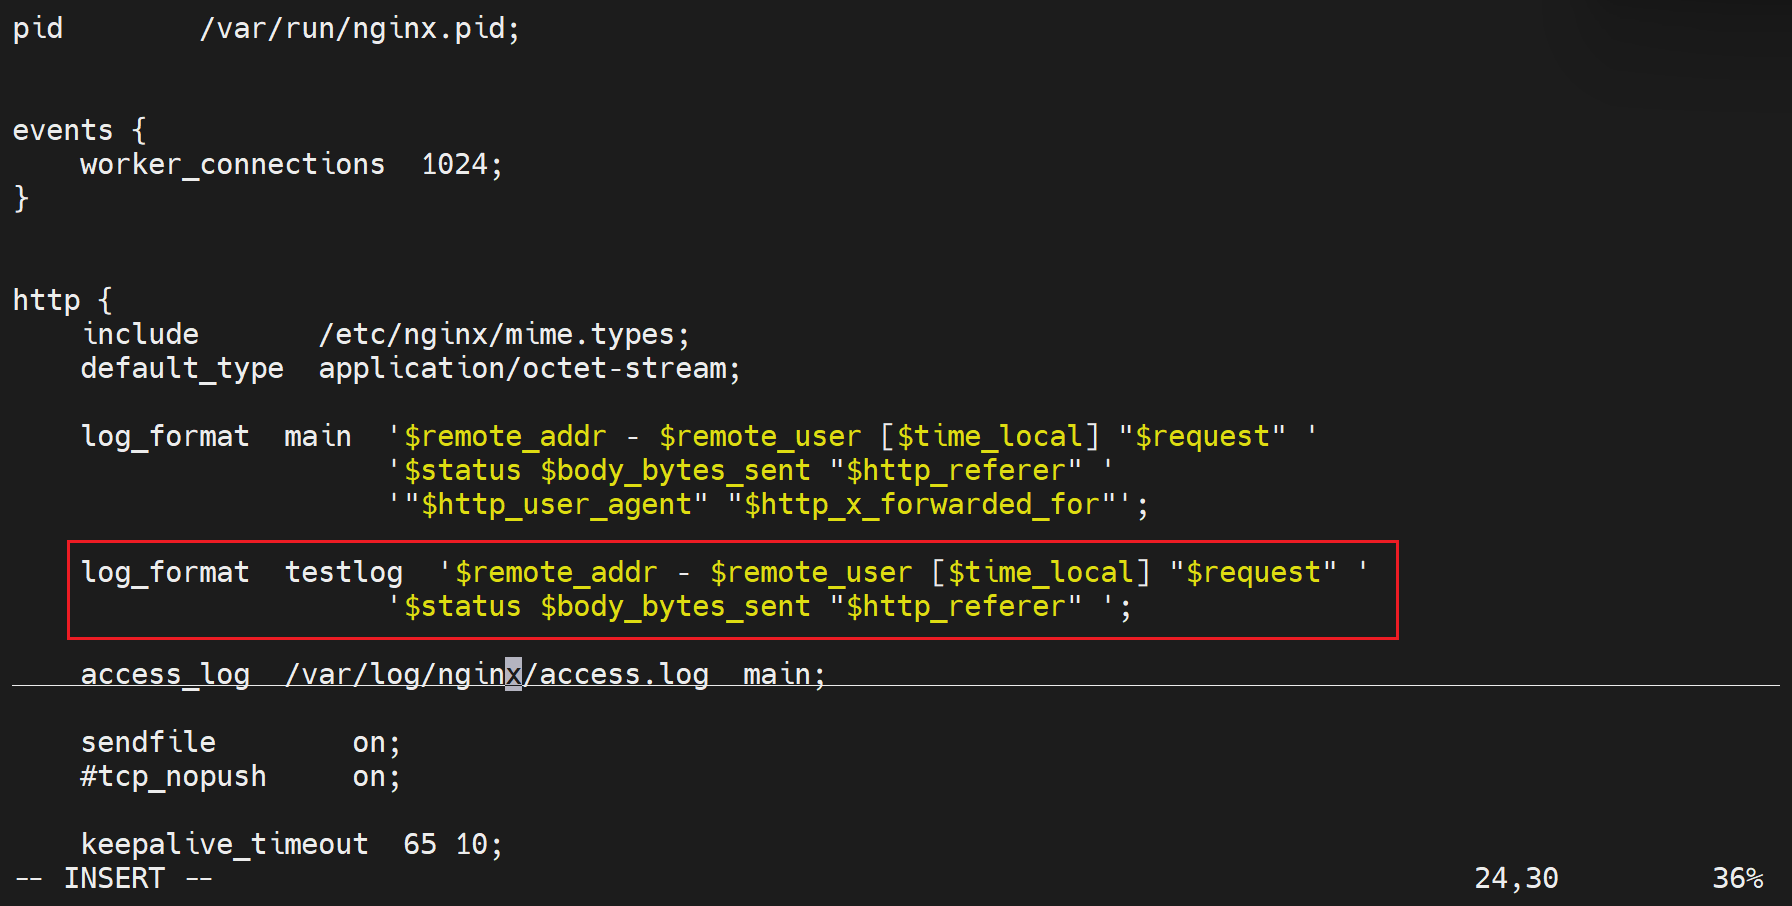 pid        /var/run/nginx.pid;
events {
    worker_connections  1024;
}
http {
    include       /etc/nginx/mime.types;
    default_type  application/octet-stream;
    log_format  main  '$remote_addr - $remote_user [$time_local] "$request" '
                      '$status $body_bytes_sent "$http_referer" '
                      '"$http_user_agent" "$http_x_forwarded_for"';
    log_format  testlog  '$remote_addr - $remote_user [$time_local] "$request" '
                      '$status $body_bytes_sent "$http_referer" ';
    access_log  /var/log/nginx/access.log  main;
    sendfile        on;
    #tcp_nopush     on;
    keepalive_timeout  65 10;
-- INSERT --                                                                          24,30         36%